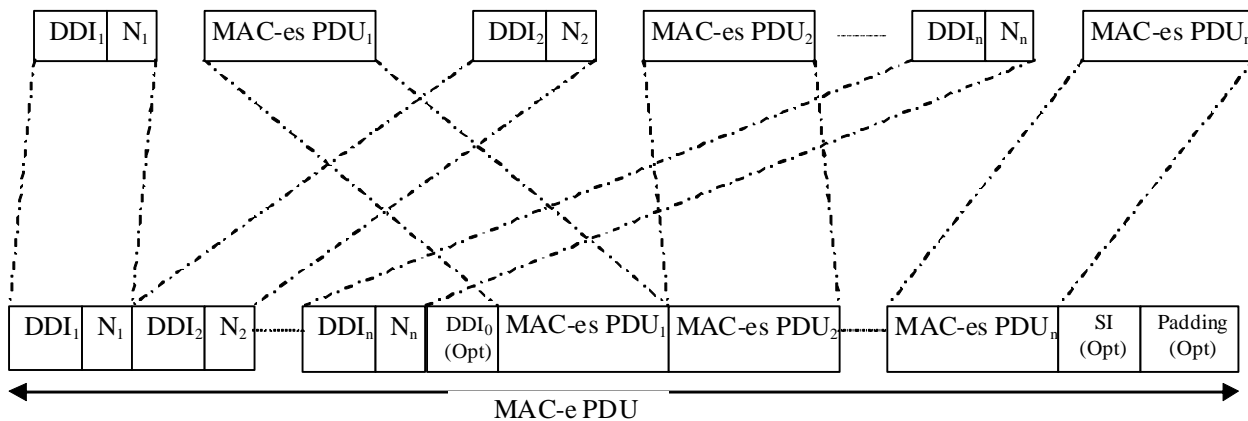 DDI₁ N₁ MAC-es PDU₁ DDI₂ N₂ MAC-es PDU₂ DDIₙ Nₙ MAC-es PDUₙ
DDI₁ N₁ DDI₂ N₂ DDIₙ Nₙ DDI₀ (Opt) MAC-es PDU₁ MAC-es PDU₂ MAC-es PDUₙ SI (Opt) Padding (Opt)
MAC-e PDU